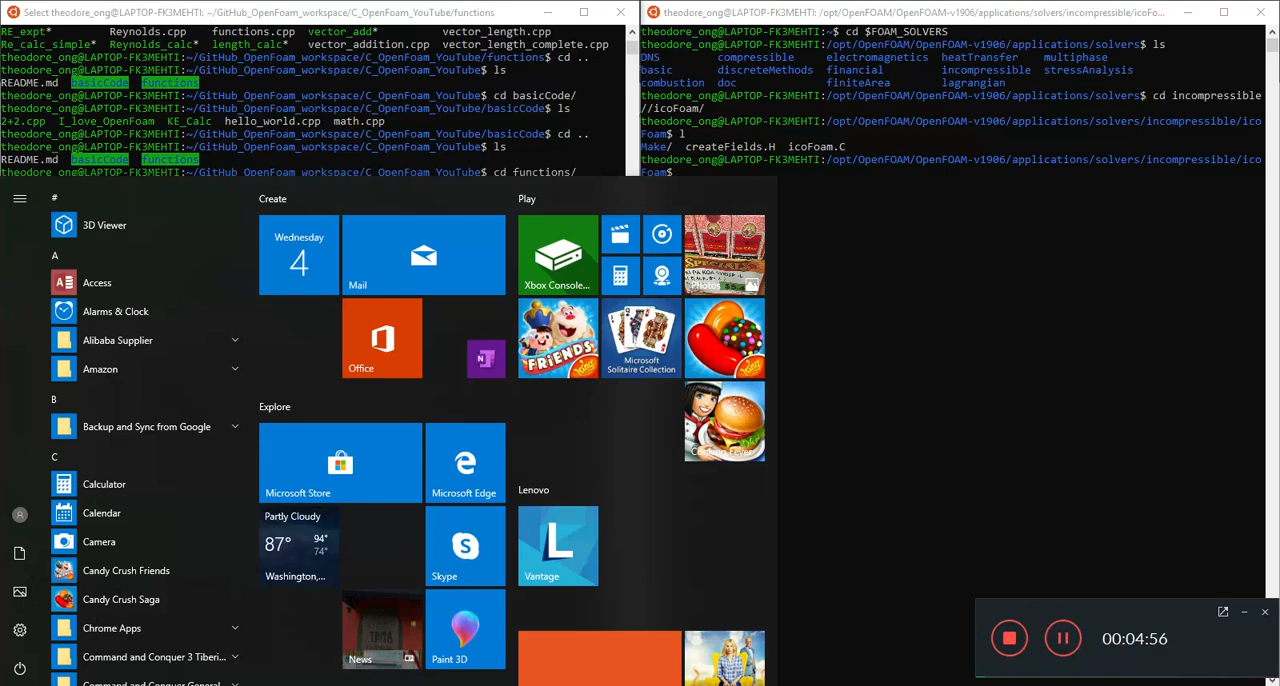 Select theodore_ong@LAPTOP-FK3MEHTI: ~/GitHub_OpenFoam_workspace/C_OpenFoam_YouTube/functions
RE_expt* Reynolds.cpp functions.cpp vector_add* vector_length.cpp
Re_calc_simple* Reynolds_calc* length_calc* vector_addition.cpp vector_length_complete.cpp
theodore_ong@LAPTOP-FK3MEHTI:~/GitHub_OpenFoam_workspace/C_OpenFoam_YouTube/functions$ cd ..
theodore_ong@LAPTOP-FK3MEHTI:~/GitHub_OpenFoam_workspace/C_OpenFoam_YouTube$ ls
README.md basicCode functions
theodore_ong@LAPTOP-FK3MEHTI:~/GitHub_OpenFoam_workspace/C_OpenFoam_YouTube$ cd basicCode/
theodore_ong@LAPTOP-FK3MEHTI:~/GitHub_OpenFoam_workspace/C_OpenFoam_YouTube/basicCode$ ls
2+2.cpp I_love_OpenFoam KE_Calc hello_world.cpp math.cpp
theodore_ong@LAPTOP-FK3MEHTI:~/GitHub_OpenFoam_workspace/C_OpenFoam_YouTube/basicCode$ cd ..
theodore_ong@LAPTOP-FK3MEHTI:~/GitHub_OpenFoam_workspace/C_OpenFoam_YouTube$ ls
README.md basicCode functions
theodore_ong@LAPTOP-FK3MEHTI:~/GitHub_OpenFoam_workspace/C_OpenFoam_YouTube$ cd functions/
theodore_ong@LAPTOP-FK3MEHTI: /opt/OpenFOAM/OpenFOAM-v1906/applications/solvers/incompressible/icoFo...
theodore_ong@LAPTOP-FK3MEHTI:~$ cd $FOAM_SOLVERS
theodore_ong@LAPTOP-FK3MEHTI:/opt/OpenFOAM/OpenFOAM-v1906/applications/solvers$ ls
DNS compressible electromagnetics heatTransfer multiphase
basic discreteMethods financial incompressible stressAnalysis
combustion doc finiteArea lagrangian
theodore_ong@LAPTOP-FK3MEHTI:/opt/OpenFOAM/OpenFOAM-v1906/applications/solvers$ cd incompressible
//icoFoam/
theodore_ong@LAPTOP-FK3MEHTI:/opt/OpenFOAM/OpenFOAM-v1906/applications/solvers/incompressible/ico
Foam$ l
Make/ createFields.H icoFoam.C
theodore_ong@LAPTOP-FK3MEHTI:/opt/OpenFOAM/OpenFOAM-v1906/applications/solvers/incompressible/ico
Foam$
#
3D Viewer
A
Access
Alarms & Clock
Alibaba Supplier
Amazon
B
Backup and Sync from Google
C
Calculator
Calendar
Camera
Candy Crush Friends
Candy Crush Saga
Chrome Apps
Command and Conquer 3 Tiberi...
Command and Conquer General...
Create
Wednesday
4
Mail
Office
Explore
Microsoft Store
Microsoft Edge
Partly Cloudy
87° 94°
74°
Washington,...
Skype
News
Paint 3D
Play
Xbox Console...
SPECIALS
Photos
FRIENDS
King
Microsoft
Solitaire Collection
King
Cooking Fever
Lenovo
L
Vantage
00:04:56